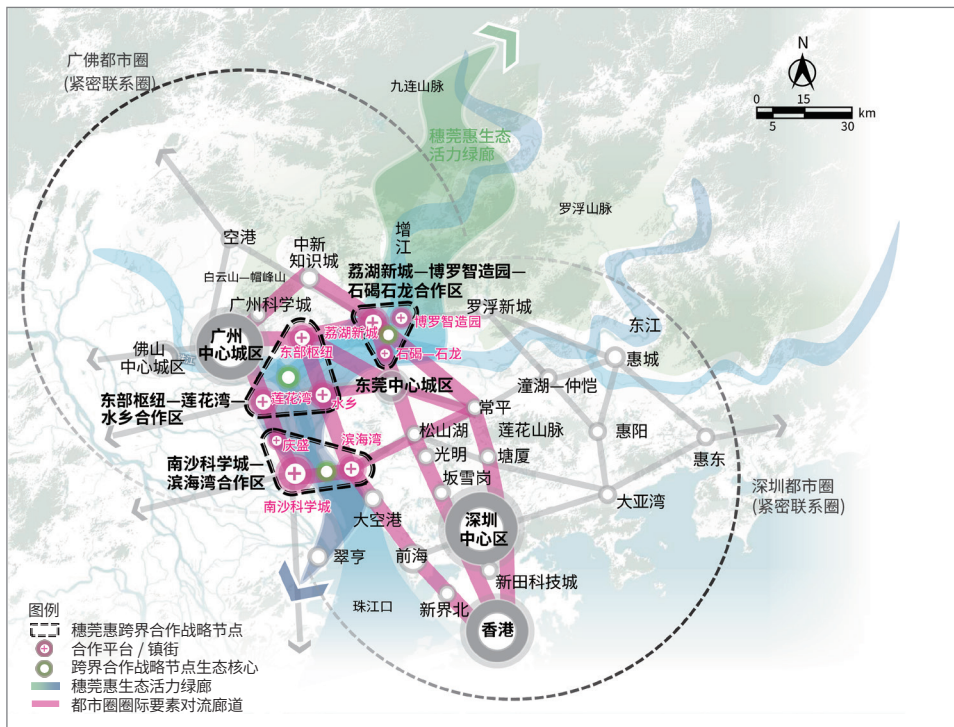 广佛都市圈
(紧密联系圈)
九连山脉
N
0 15
5 30
km
穗莞惠生态
活力绿廊
罗浮山脉
增
江
空港
中新
知识城
白云山—帽峰山
荔湖新城—博罗智造园—
石碣石龙合作区
广州科学城
罗浮新城
荔湖新城
博罗智造园
东江
广州
中心城区
东部枢纽
石碣—石龙
惠城
佛山
中心城区
东莞中心城区
潼湖—仲恺
东部枢纽—莲花湾—
水乡合作区
莲花湾
水乡
常平
松山湖
莲花山脉
惠阳
庆盛
滨海湾
光明
塘厦
惠东
南沙科学城—
滨海湾合作区
坂雪岗
深圳都市圈
(紧密联系圈)
南沙科学城
大空港
深圳
中心区
大亚湾
翠亨
前海
新田科技城
珠江口
新界北
香港
图例
穗莞惠跨界合作战略节点
合作平台 / 镇街
跨界合作战略节点生态核心
穗莞惠生态活力绿廊
都市圈圈际要素对流廊道